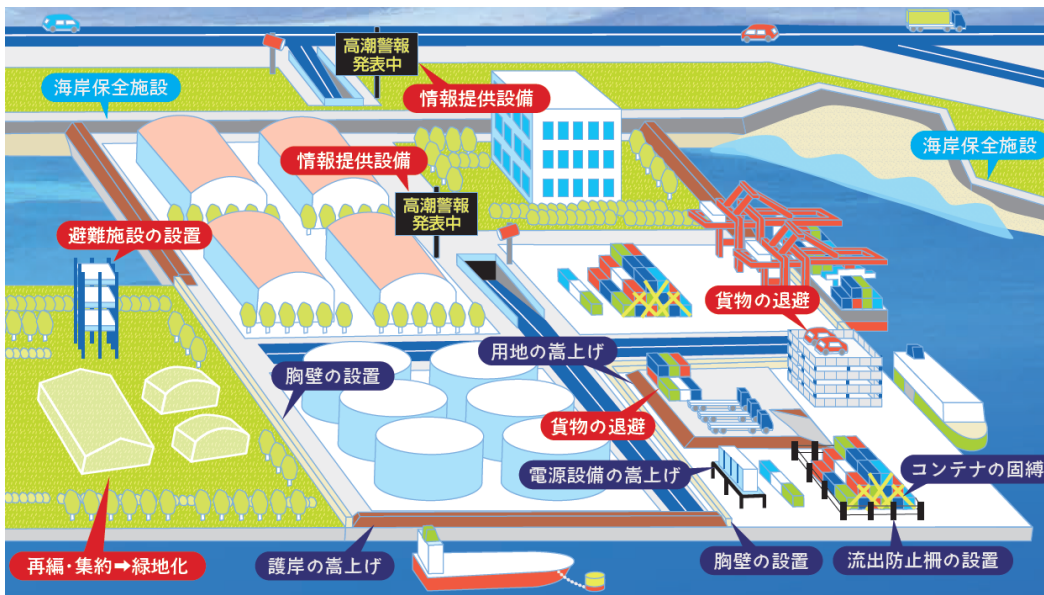 高潮警報
発表中
海岸保全施設
情報提供設備
海岸保全施設
情報提供設備
高潮警報
発表中
避難施設の設置
貨物の退避
用地の嵩上げ
胸壁の設置
貨物の退避
電源設備の嵩上げ
コンテナの固縛
再編・集約➡緑地化
護岸の嵩上げ
胸壁の設置
流出防止柵の設置